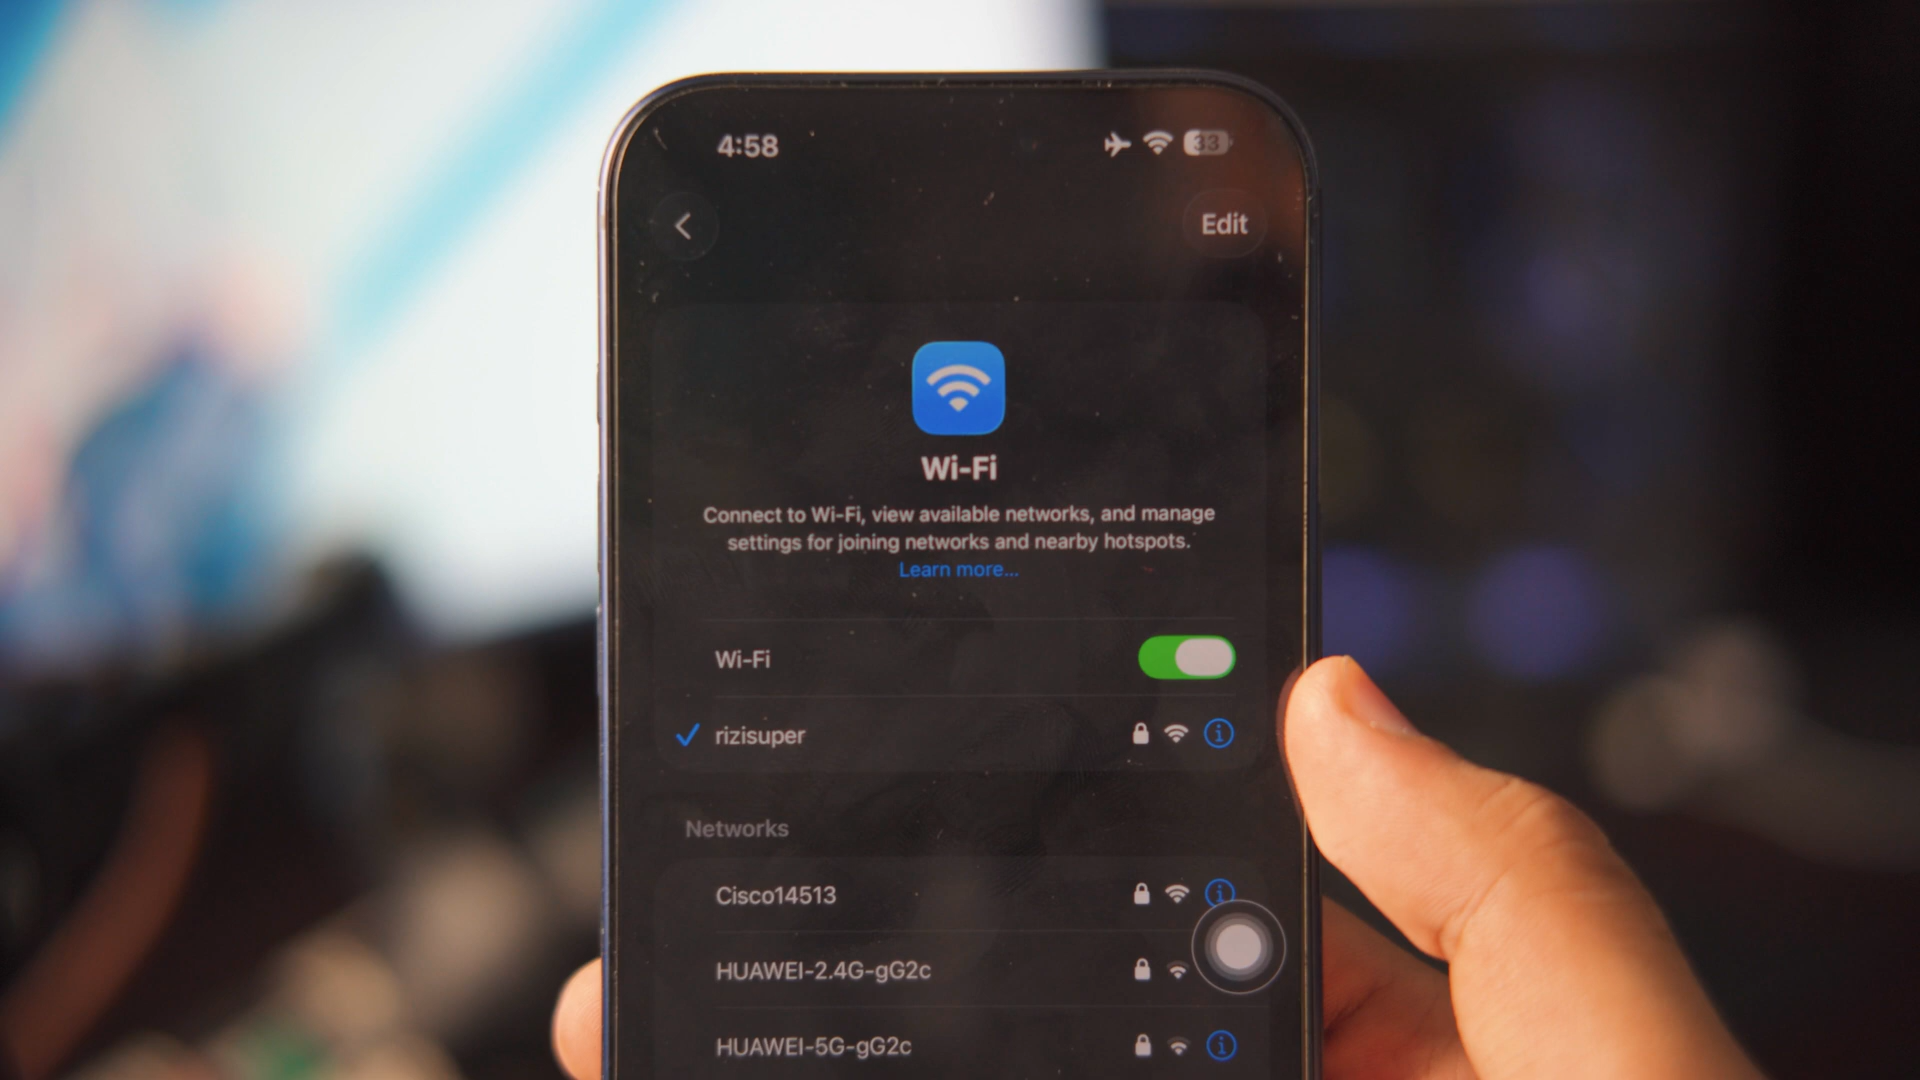 4:58
33
Edit
Wi-Fi
Connect to Wi-Fi, view available networks, and manage
settings for joining networks and nearby hotspots.
Learn more...
Wi-Fi
rizisuper
Networks
Cisco14513
HUAWEI-2.4G-gG2c
HUAWEI-5G-gG2c